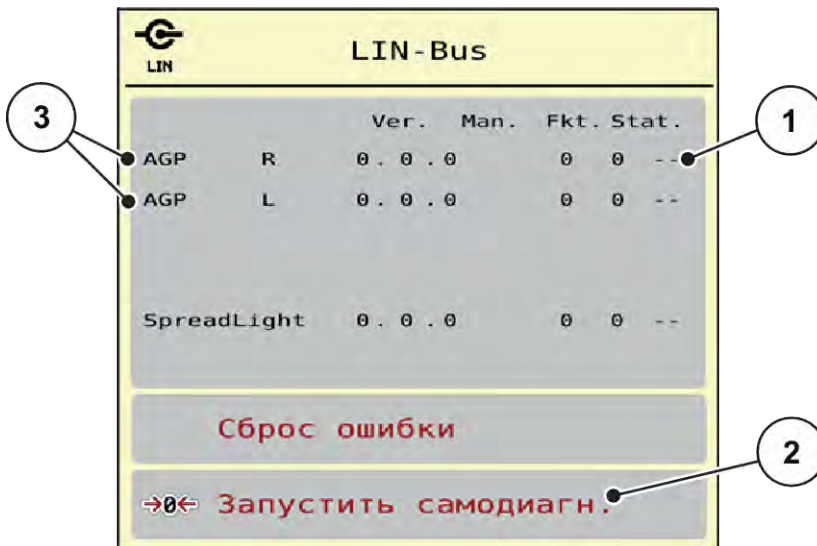 LIN
LIN-Bus
Ver. Man. Fkt. Stat.
AGP R 0.0.0 0 0 --
AGP L 0.0.0 0 0 --
SpreadLight 0.0.0 0 0 --
Сброс ошибки
→0← Запустить самодиагн.
3
1
2